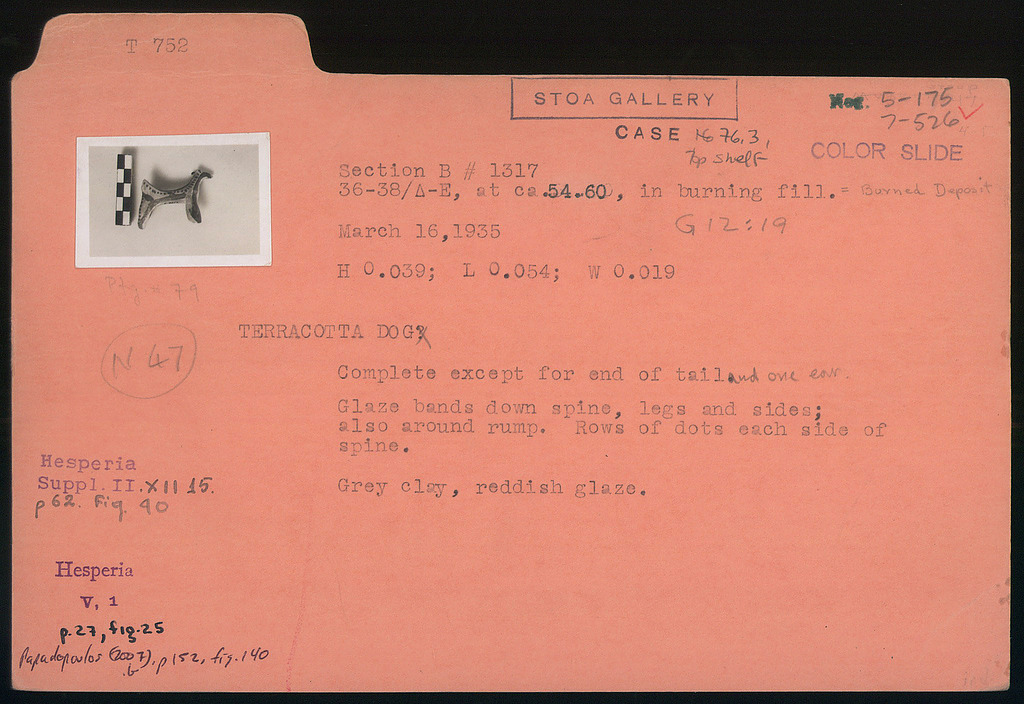 T 752
STOA GALLERY
Neg. 5-175
7-526
CASE № 76.3,
Top shelf
COLOR SLIDE
Section B # 1317
36-38/Δ-E, at ca.54.60, in burning fill. = Burned Deposit
G 12:19
March 16,1935
H 0.039; L 0.054; W 0.019
N 47
TERRACOTTA DOG?
Complete except for end of tail and one ear.
Glaze bands down spine, legs and sides;
also around rump. Rows of dots each side of
spine.
Grey clay, reddish glaze.
Hesperia
Suppl. II. XII 15.
p 62. Fig. 40
Hesperia
V, 1
p.27, fig.25
Papadopoulos (2007), p 152, fig. 140